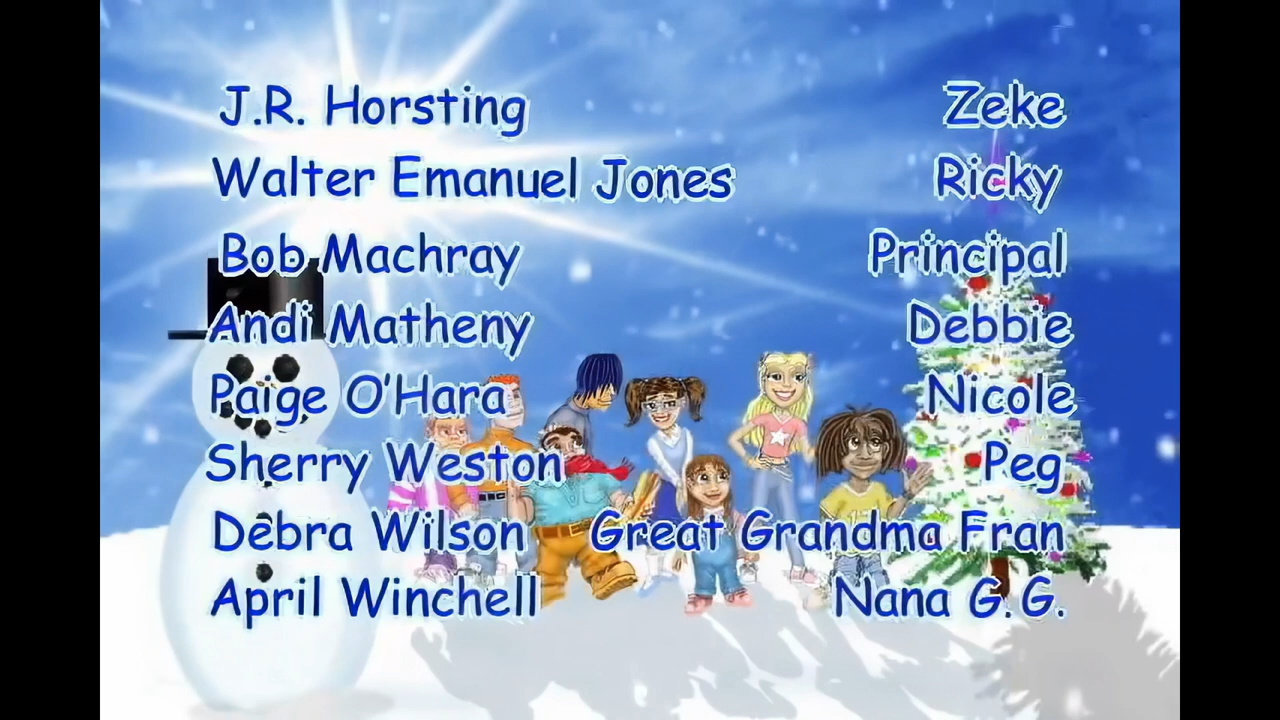 J.R. Horsting Zeke
Walter Emanuel Jones Ricky
Bob Machray Principal
Andi Matheny Debbie
Paige O'Hara Nicole
Sherry Weston Peg
Debra Wilson Great Grandma Fran
April Winchell Nana G.G.